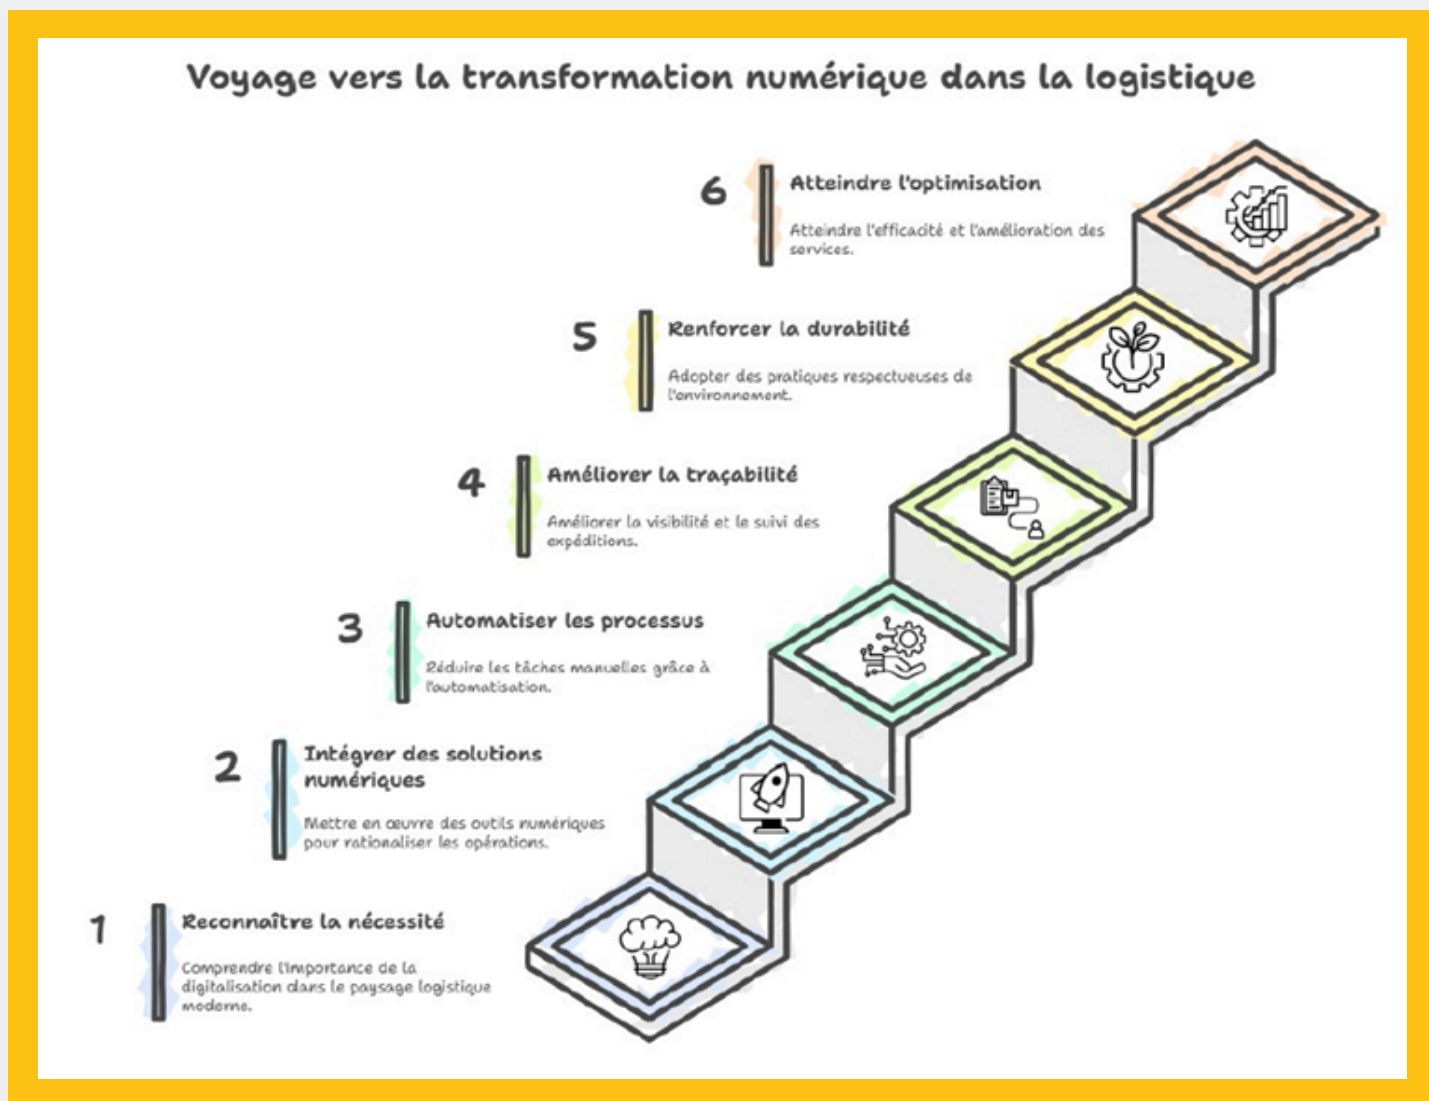 Voyage vers la transformation numérique dans la logistique
6
Atteindre l'optimisation
Atteindre l'efficacité et l'amélioration des
services.
5
Renforcer la durabilité
Adopter des pratiques respectueuses de
l'environnement.
4
Améliorer la traçabilité
Améliorer la visibilité et le suivi des
expéditions.
3
Automatiser les processus
Réduire les tâches manuelles grâce à
l'automatisation.
2
Intégrer des solutions
numériques
Mettre en œuvre des outils numériques
pour rationaliser les opérations.
1
Reconnaître la nécessité
Comprendre l'importance de la
digitalisation dans le paysage logistique
moderne.